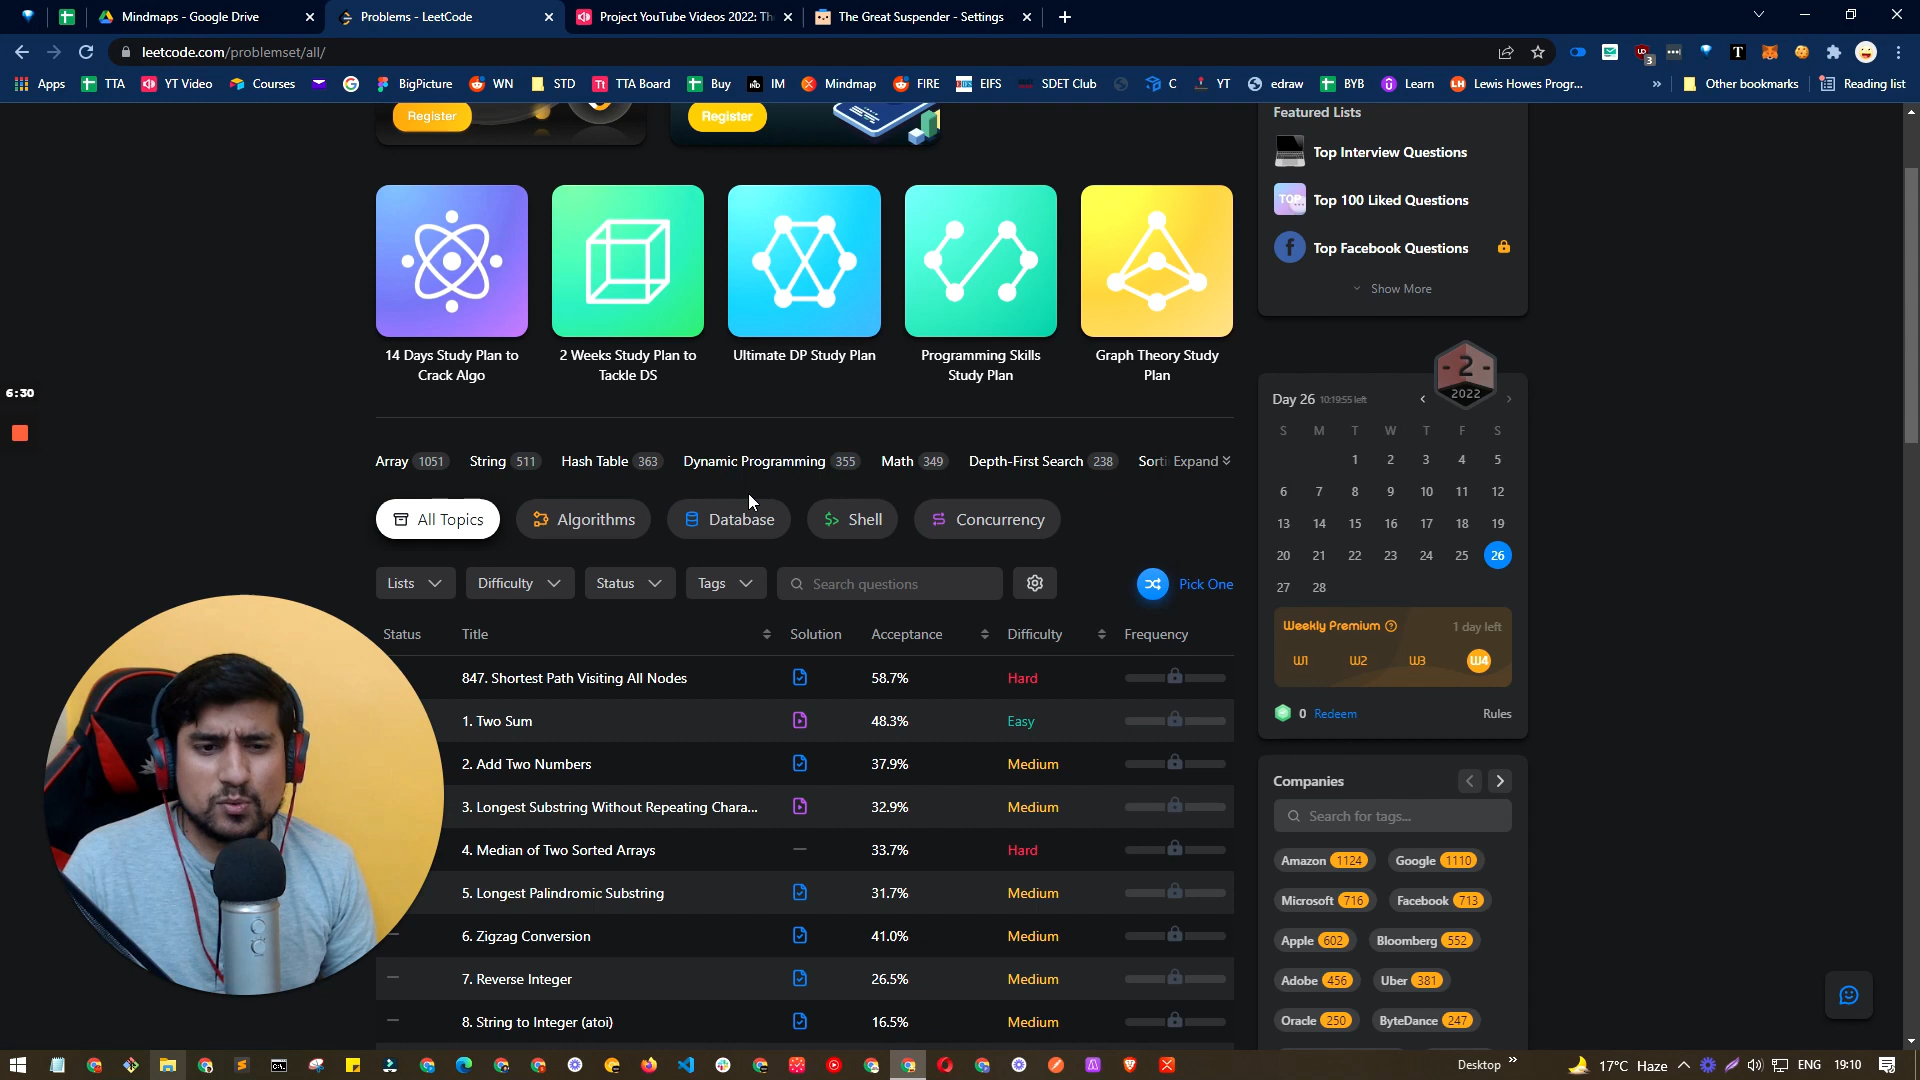 Mindmaps - Google Drive
Problems - LeetCode
Project YouTube Videos 2022: Th
The Great Suspender - Settings
leetcode.com/problemset/all/
3
Apps
TTA
YT Video
Courses
BigPicture
WN
STD
TTA Board
Buy
IM
Mindmap
FIRE
EIFS
SDET Club
C
YT
edraw
BYB
Learn
Lewis Howes Progr...
Other bookmarks
Reading list
Register
Register
Featured Lists
Top Interview Questions
TOP
Top 100 Liked Questions
Top Facebook Questions
Show More
14 Days Study Plan to
Crack Algo
2 Weeks Study Plan to
Tackle DS
Ultimate DP Study Plan
Programming Skills
Study Plan
Graph Theory Study
Plan
6:30
Day 26 10:19:55 left
- 2 -
2022
S M T W T F S
1 2 3 4 5
6 7 8 9 10 11 12
13 14 15 16 17 18 19
20 21 22 23 24 25 26
27 28
Weekly Premium 1 day left
W1 W2 W3 W4
0 Redeem Rules
Array 1051 String 511 Hash Table 363 Dynamic Programming 355 Math 349 Depth-First Search 238 Sorti Expand
All Topics Algorithms Database Shell Concurrency
Lists Difficulty Status Tags Search questions Pick One
Status Title Solution Acceptance Difficulty Frequency
847. Shortest Path Visiting All Nodes 58.7% Hard
1. Two Sum 48.3% Easy
2. Add Two Numbers 37.9% Medium
3. Longest Substring Without Repeating Chara... 32.9% Medium
4. Median of Two Sorted Arrays 33.7% Hard
5. Longest Palindromic Substring 31.7% Medium
6. Zigzag Conversion 41.0% Medium
7. Reverse Integer 26.5% Medium
8. String to Integer (atoi) 16.5% Medium
Companies
Search for tags...
Amazon 1124 Google 1110
Microsoft 716 Facebook 713
Apple 602 Bloomberg 552
Adobe 456 Uber 381
Oracle 250 ByteDance 247
Desktop
17°C Haze
ENG
19:10